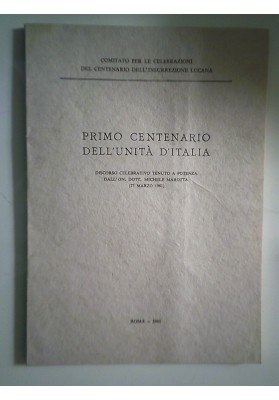 COMITATO PER LE CELEBRAZIONI
DEL CENTENARIO DELL'INSURREZIONE LUCANA
PRIMO CENTENARIO
DELL'UNITÀ D'ITALIA
DISCORSO CELEBRATIVO TENUTO A POTENZA
DALL'ON. DOTT. MICHELE MAROTTA
(17 MARZO 1961)
ROMA -